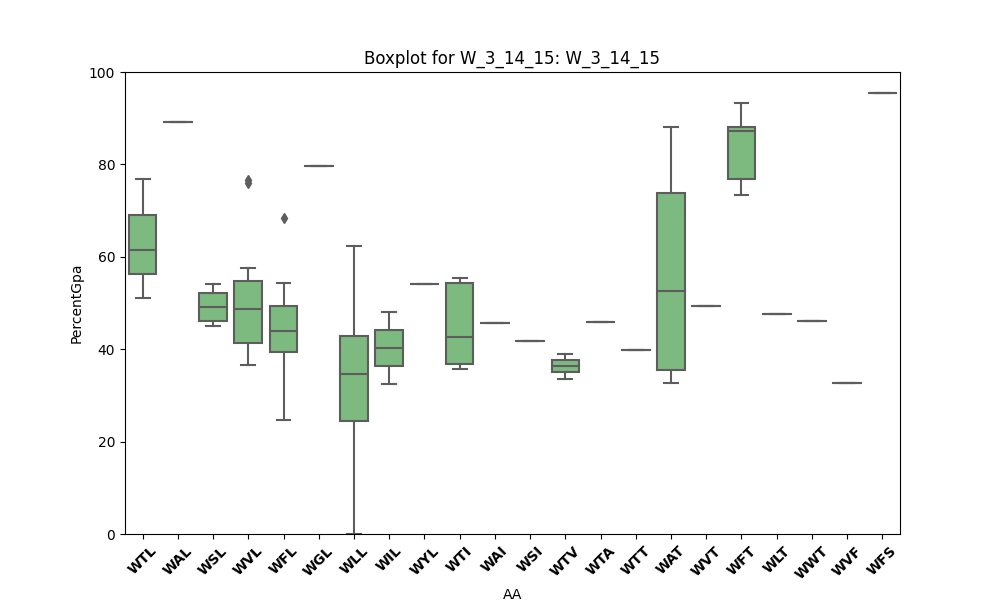 Boxplot for W_3_14_15: W_3_14_15
PercentGpa
100
80
60
40
20
0
WTL WAL WSL WVL WFL WGL WLL WIL WYL WTI WAI WSI WTV WTA WTT WAT WVT WFT WLT WWT WVF WFS
AA